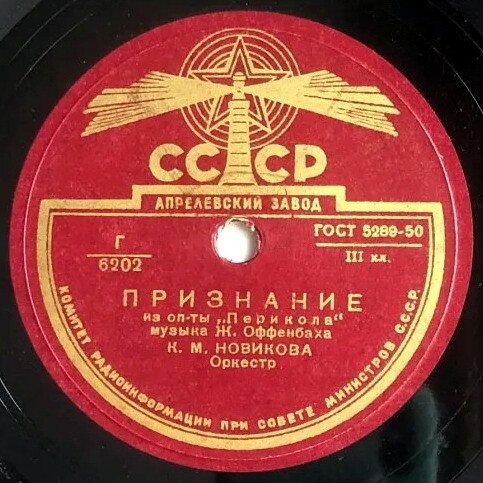 СССР
АПРЕЛЕВСКИЙ ЗАВОД
ГОСТ 5289-50
Г
6202
III кл.
ПРИЗНАНИЕ
из оп-ты „Перикола“
музыка Ж. Оффенбаха
К. М. НОВИКОВА
Оркестр
КОМИТЕТ РАДИОИНФОРМАЦИИ ПРИ СОВЕТЕ МИНИСТРОВ С.С.С.Р.